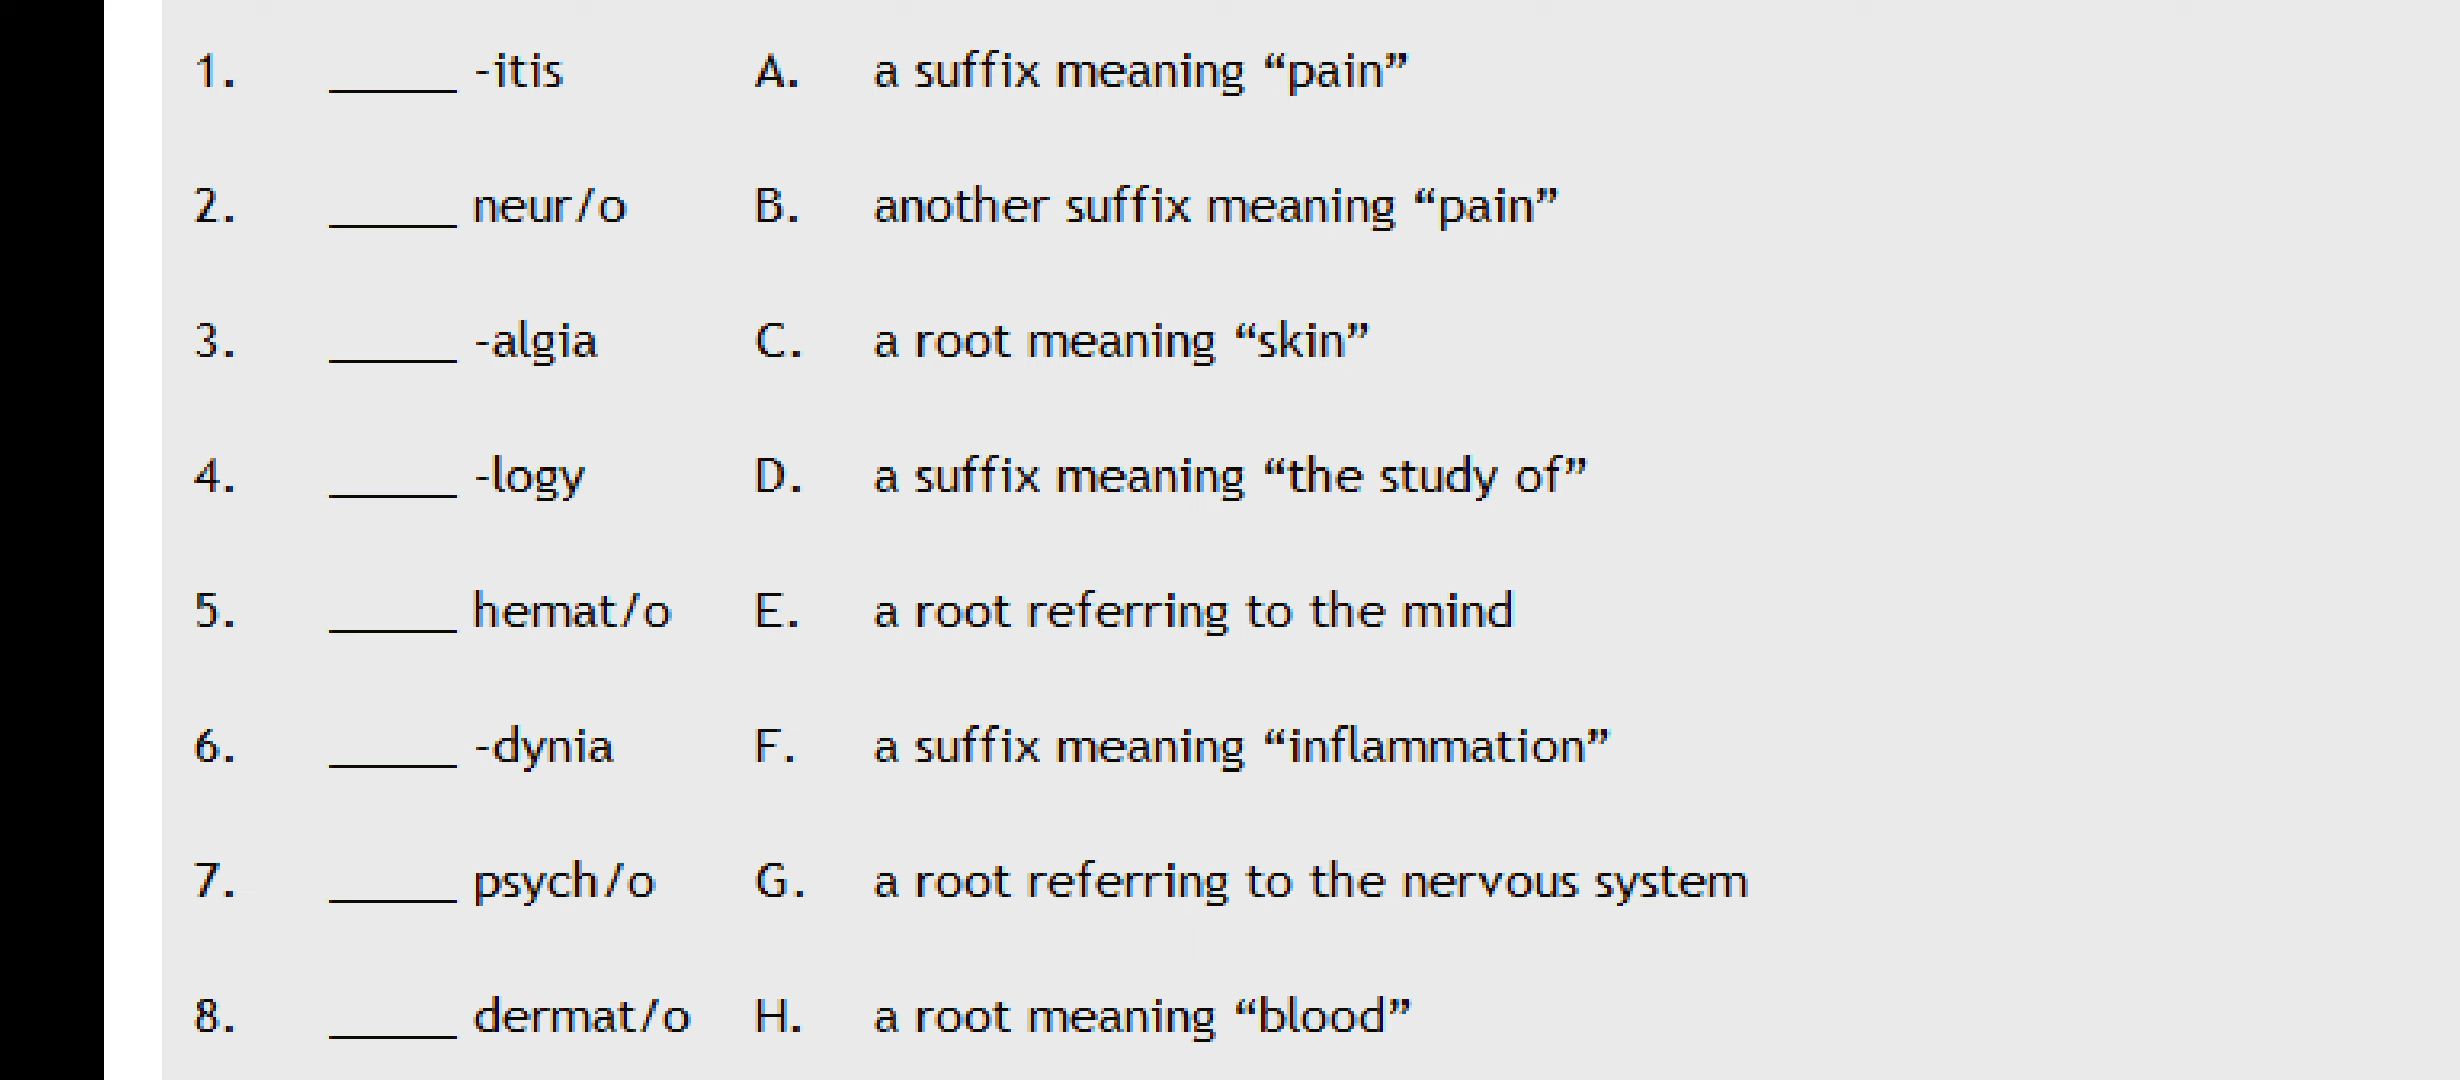 1. _____ -itis A. a suffix meaning “pain”
2. _____ neur/o B. another suffix meaning “pain”
3. _____ -algia C. a root meaning “skin”
4. _____ -logy D. a suffix meaning “the study of”
5. _____ hemat/o E. a root referring to the mind
6. _____ -dynia F. a suffix meaning “inflammation”
7. _____ psych/o G. a root referring to the nervous system
8. _____ dermat/o H. a root meaning “blood”